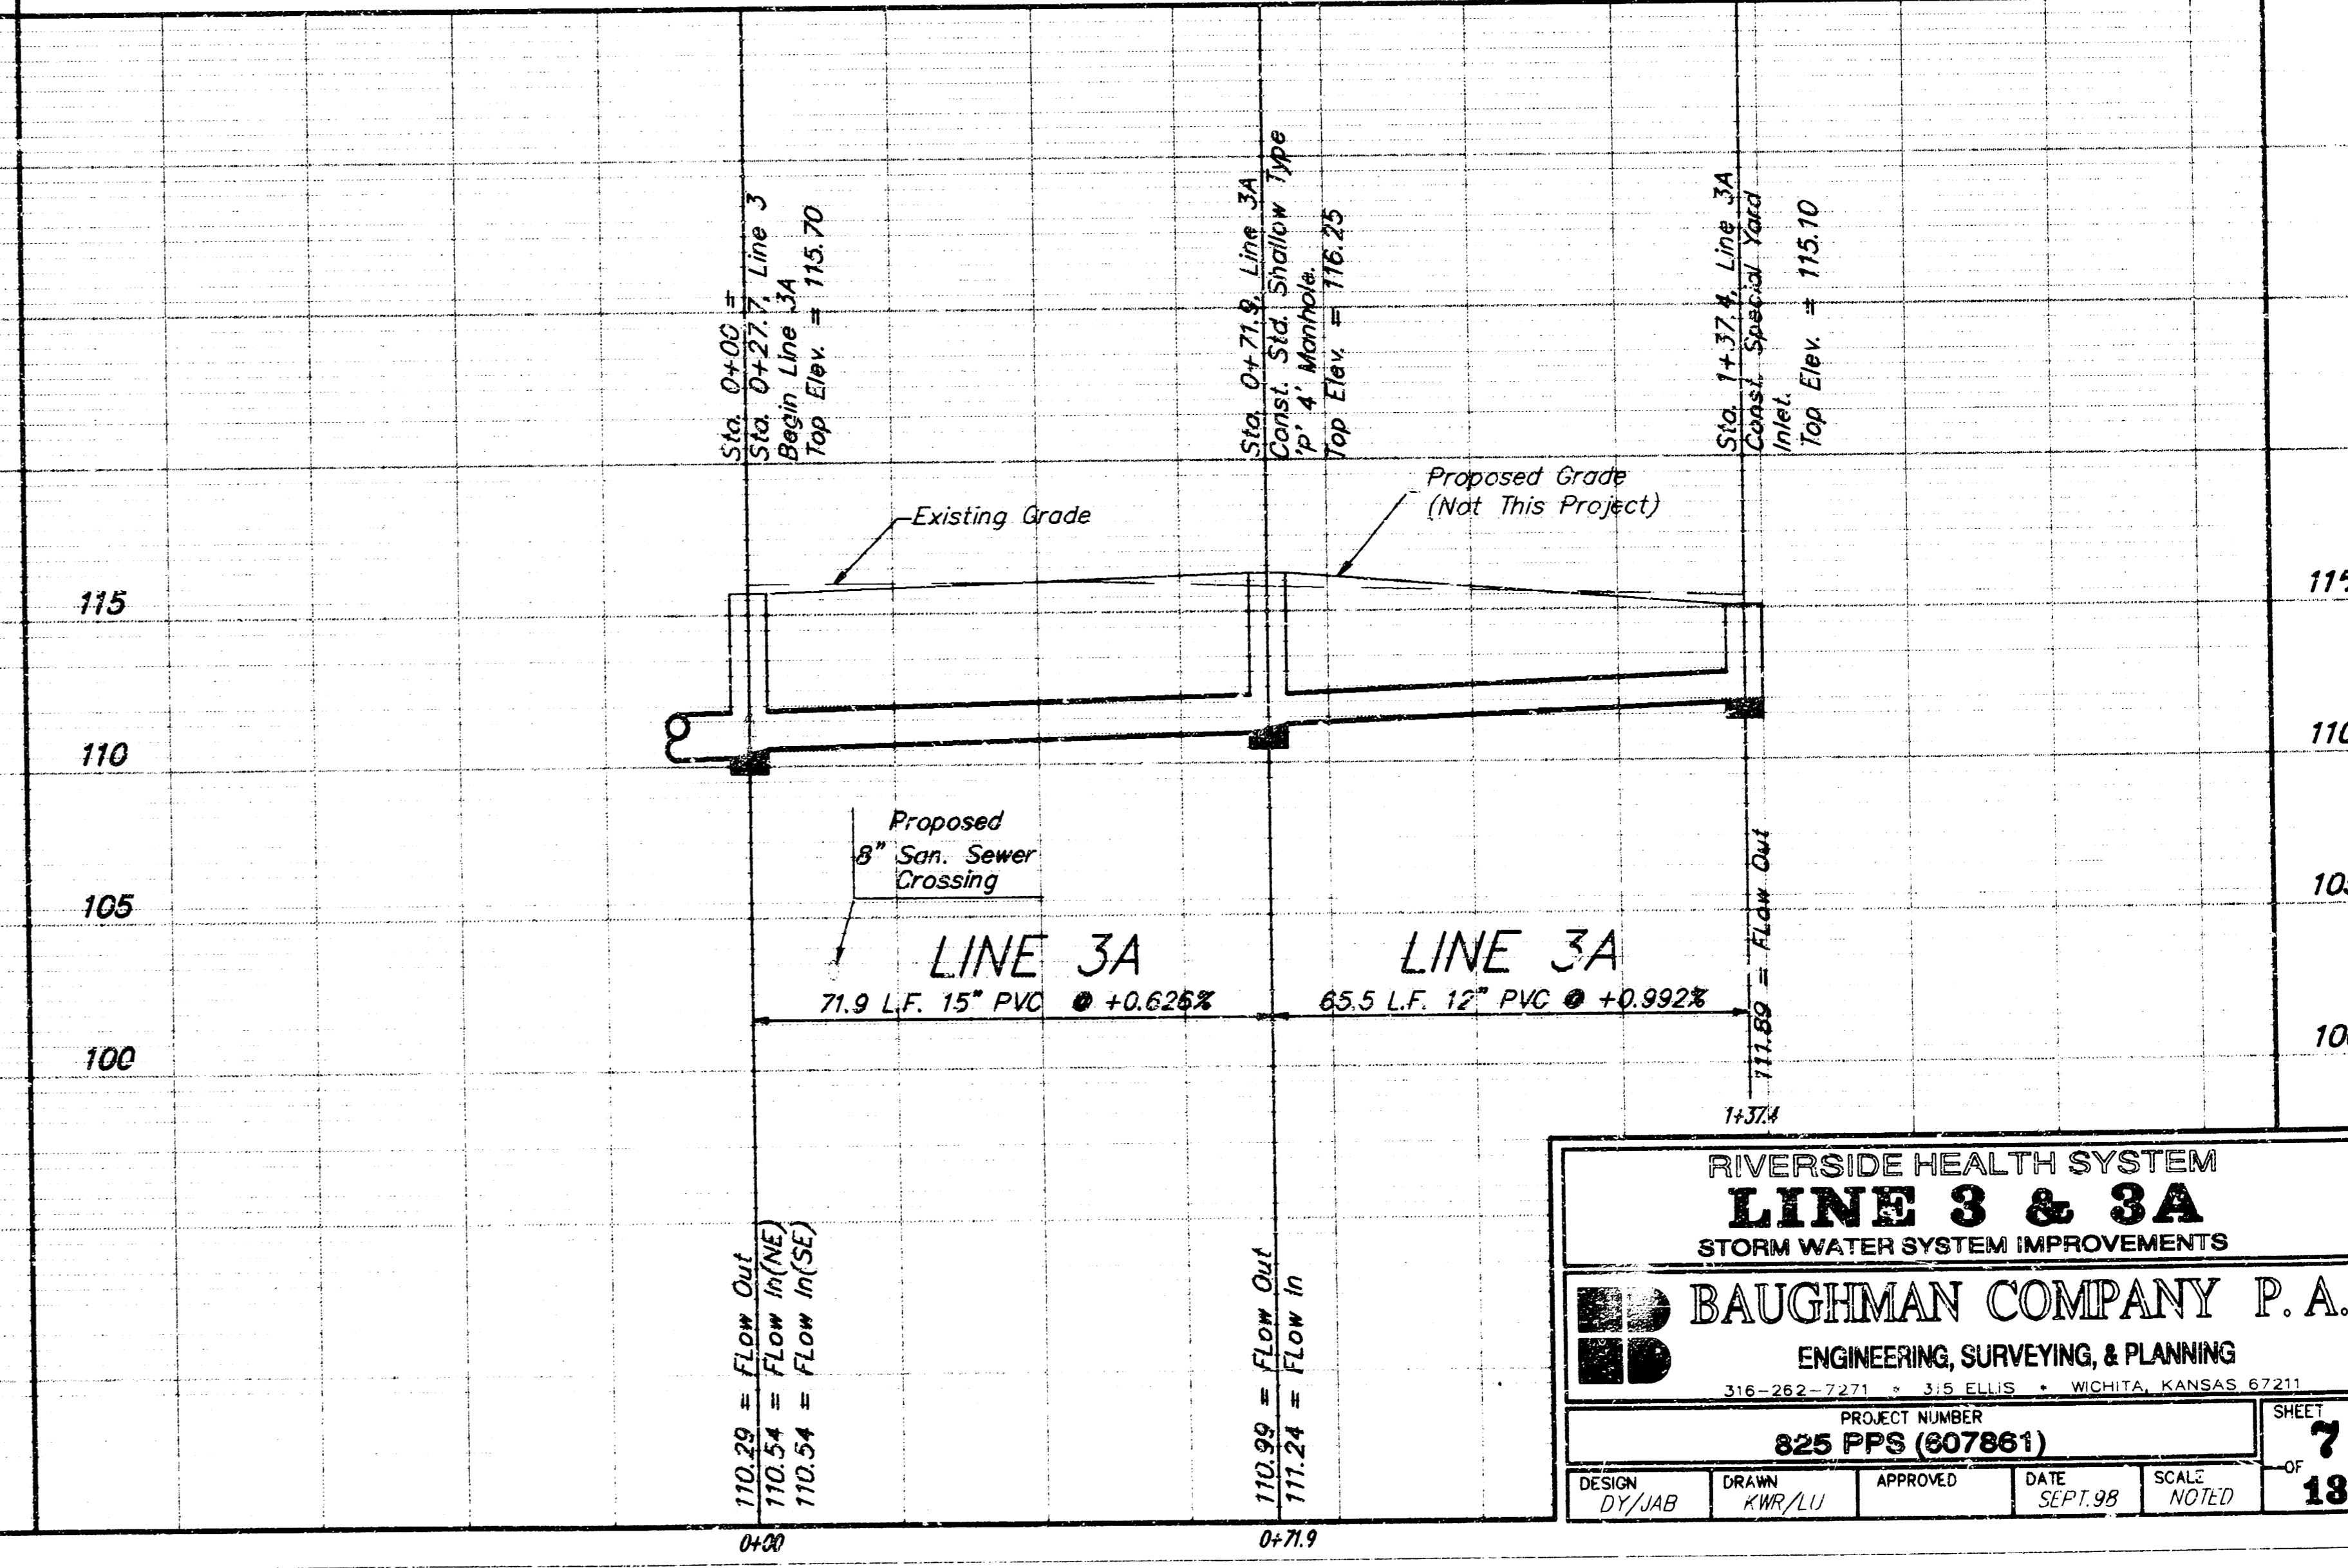 Sta. 0+00 =
Sta. 0+27.7, Line 3
Begin Line 3A
Top Elev. = 115.70
Sta. 0+71.9, Line 3A
Const. Std. Shallow Type
'P' 4' Manhole.
Top Elev. = 116.25
Sta. 1+37.4, Line 3A
Const. Special Yard
Inlet.
Top Elev. = 115.10
Existing Grade
Proposed Grade
(Not This Project)
115
110
105
100
115
110
Proposed
8" San. Sewer
Crossing
LINE 3A
71.9 L.F. 15" PVC @ +0.626%
LINE 3A
65.5 L.F. 12" PVC @ +0.992%
111.89 = FLow Out
1+37.4
110.29 = FLow Out
110.54 = FLow In(NE)
110.54 = FLow In(SE)
110.99 = FLow Out
111.24 = FLow In
0+00
0+71.9
RIVERSIDE HEALTH SYSTEM
LINE 3 & 3A
STORM WATER SYSTEM IMPROVEMENTS
BAUGHMAN COMPANY P. A.
ENGINEERING, SURVEYING, & PLANNING
316-262-7271 • 315 ELLIS • WICHITA, KANSAS 67211
PROJECT NUMBER
825 PPS (607861)
SHEET
7
OF
13
DESIGN
DY/JAB
DRAWN
KWR/LIJ
APPROVED
DATE
SEPT.98
SCALE
NOTED